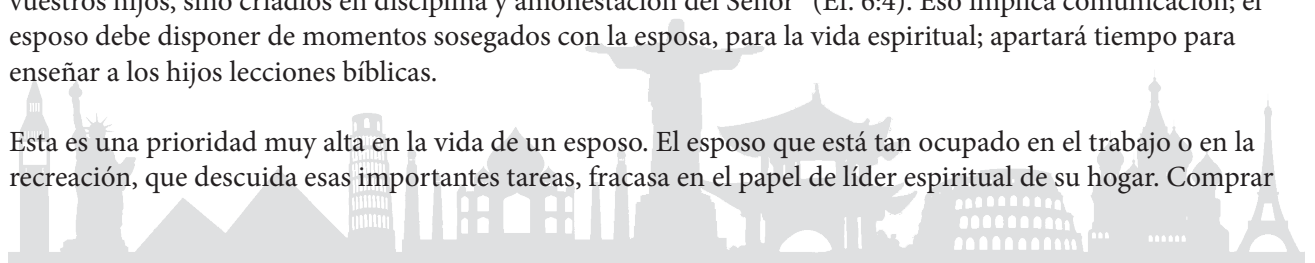 vuestros hijos, sino criadlos en disciplina y amonestación del Señor” (Ef. 6:4). Eso implica comunicación; el
esposo debe disponer de momentos sosegados con la esposa, para la vida espiritual; apartará tiempo para
enseñar a los hijos lecciones bíblicas.
Esta es una prioridad muy alta en la vida de un esposo. El esposo que está tan ocupado en el trabajo o en la
recreación, que descuida esas importantes tareas, fracasa en el papel de líder espiritual de su hogar. Comprar